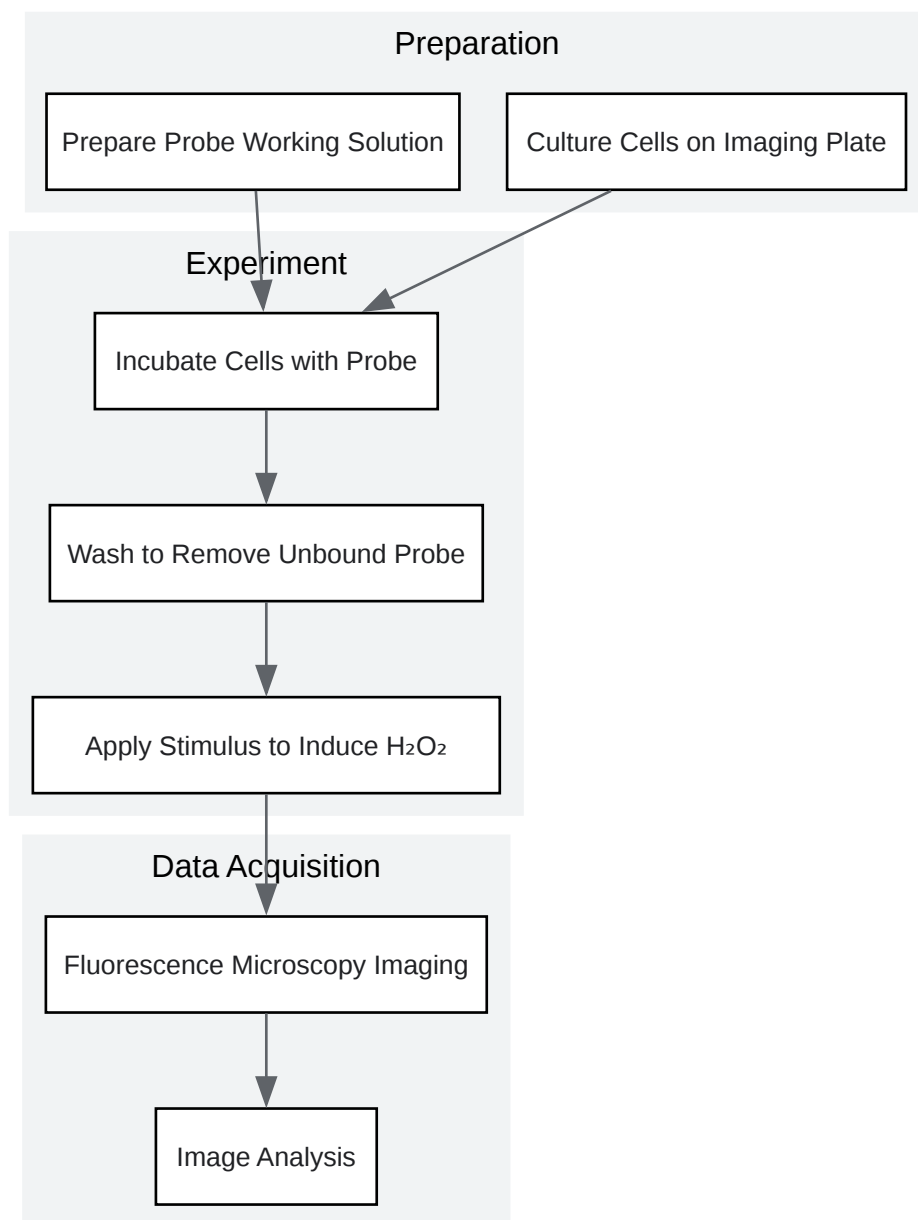 Preparation
Prepare Probe Working Solution
Culture Cells on Imaging Plate
Experiment
Incubate Cells with Probe
Wash to Remove Unbound Probe
Apply Stimulus to Induce H₂O₂
Data Acquisition
Fluorescence Microscopy Imaging
Image Analysis